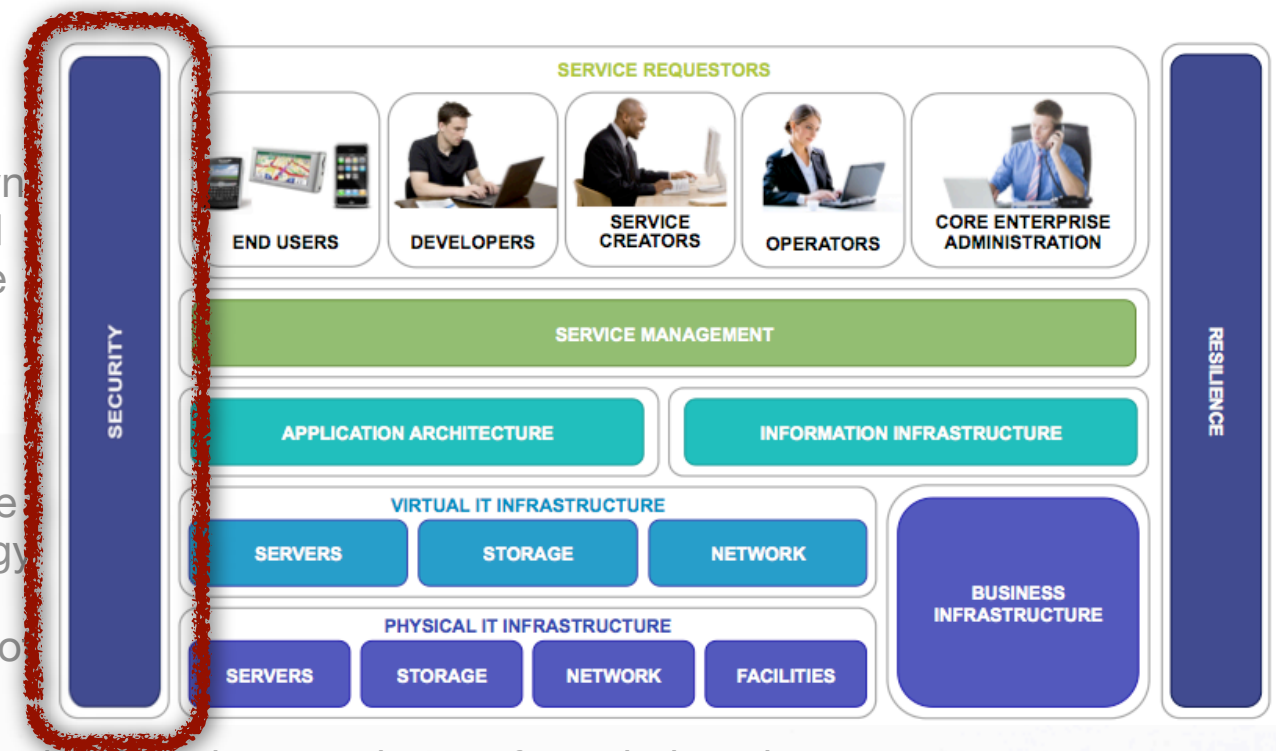 SERVICE REQUESTORS
END USERS
DEVELOPERS
SERVICE
CREATORS
OPERATORS
CORE ENTERPRISE
ADMINISTRATION
SECURITY
SERVICE MANAGEMENT
RESILIENCE
APPLICATION ARCHITECTURE
INFORMATION INFRASTRUCTURE
VIRTUAL IT INFRASTRUCTURE
SERVERS
STORAGE
NETWORK
BUSINESS
INFRASTRUCTURE
PHYSICAL IT INFRASTRUCTURE
SERVERS
STORAGE
NETWORK
FACILITIES